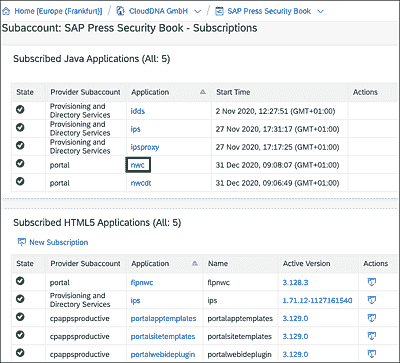 Home [Europe (Frankfurt)] / CloudDNA GmbH / SAP Press Security Book
Subaccount: SAP Press Security Book - Subscriptions
Subscribed Java Applications (All: 5)
State Provider Subaccount Application Start Time Actions
Provisioning and Directory Services idds 2 Nov 2020, 12:27:51 (GMT+01:00)
Provisioning and Directory Services ips 27 Nov 2020, 17:31:17 (GMT+01:00)
Provisioning and Directory Services ipsproxy 27 Nov 2020, 17:17:25 (GMT+01:00)
portal nwc 31 Dec 2020, 09:08:07 (GMT+01:00)
portal nwcdt 31 Dec 2020, 09:06:49 (GMT+01:00)
Subscribed HTML5 Applications (All: 5)
New Subscription
State Provider Subaccount Application Name Active Version Actions
portal flpnwc flpnwc 3.128.3
Provisioning and Directory Services ips ips 1.71.12-1127161540
cpappsproductive portalapptemplates portalapptemplates 3.129.0
cpappsproductive portalsitetemplates portalsitetemplates 3.129.0
cpappsproductive portalwebideplugin portalwebideplugin 3.129.0